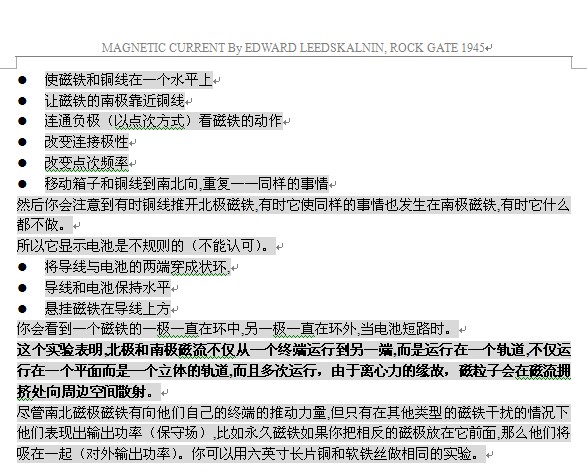 MAGNETIC CURRENT By EDWARD LEEDSKALNIN, ROCK GATE 1945
● 使磁铁和铜线在一个水平上
● 让磁铁的南极靠近铜线
● 连通负极（以点次方式）看磁铁的动作
● 改变连接极性
● 改变点次频率
● 移动箱子和铜线到南北向,重复一一同样的事情
然后你会注意到有时铜线推开北极磁铁,有时它使同样的事情也发生在南极磁铁,有时它什么
都不做。
所以它显示电池是不规则的（不能认可）。
● 将导线与电池的两端穿成状环,
● 导线和电池保持水平
● 悬挂磁铁在导线上方
你会看到一个磁铁的一极一直在环中,另一极一直在环外,当电池短路时。
这个实验表明,北极和南极磁流不仅从一个终端运行到另一端,而是运行在一个轨道,不仅运
行在一个平面而是一个立体的轨道,而且多次运行，由于离心力的缘故，磁粒子会在磁流拥
挤处向周边空间散射。
尽管南北磁极磁铁有向他们自己的终端的推动力量,但只有在其他类型的磁铁干扰的情况下
他们表现出输出功率（保守场）,比如永久磁铁如果你把相反的磁极放在它前面,那么他们将
吸在一起（对外输出功率）。你可以用六英寸长片铜和软铁丝做相同的实验。